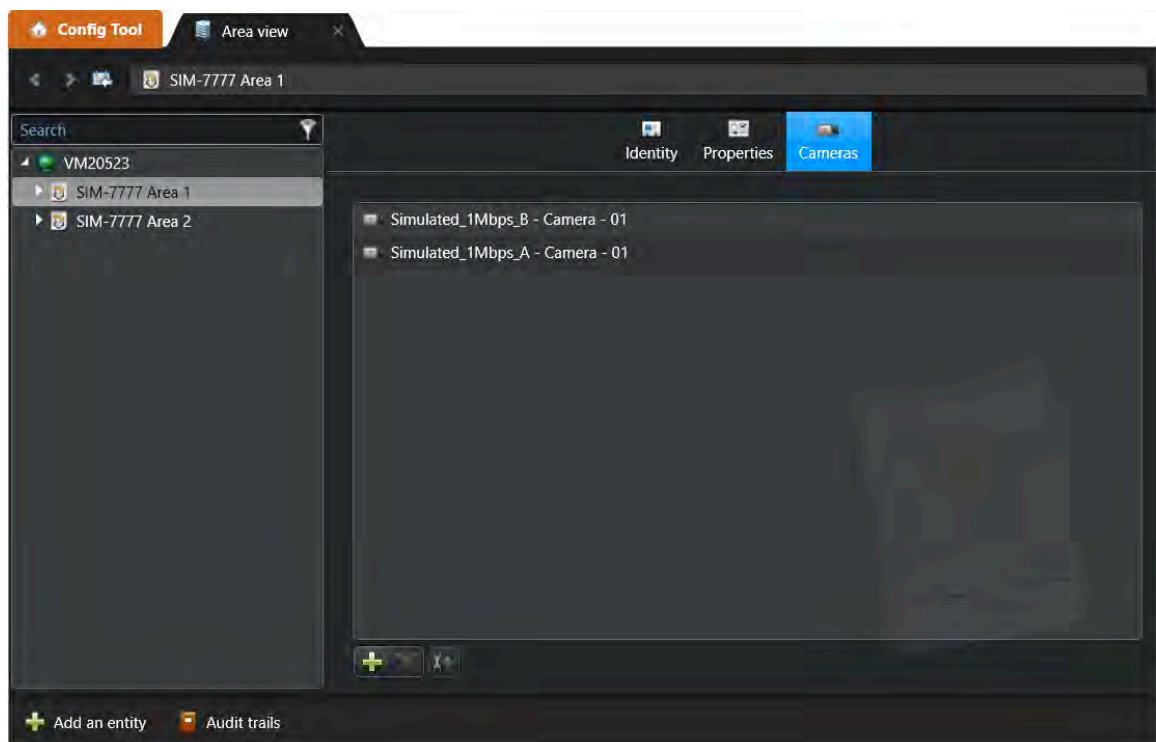 Config Tool
Area view
SIM-7777 Area 1
Search
VM20523
SIM-7777 Area 1
SIM-7777 Area 2
Identity
Properties
Cameras
Simulated_1Mbps_B - Camera - 01
Simulated_1Mbps_A - Camera - 01
Add an entity
Audit trails